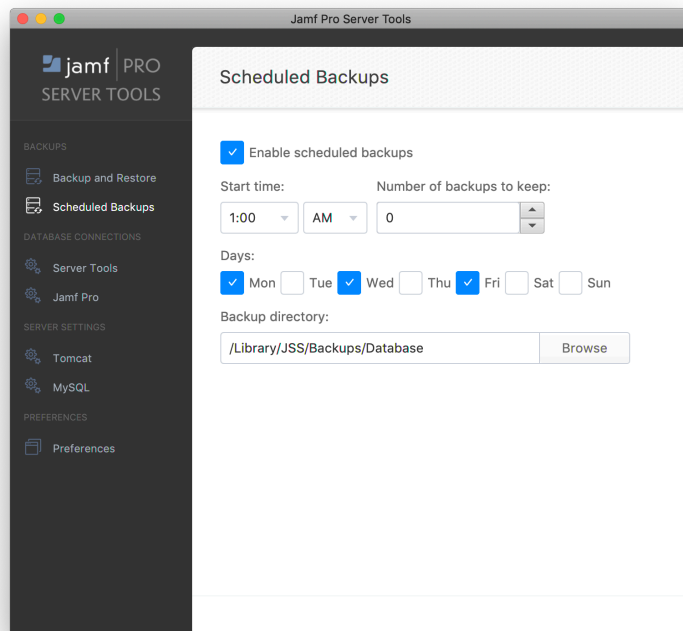 Jamf Pro Server Tools
jamf PRO
SERVER TOOLS
BACKUPS
Backup and Restore
Scheduled Backups
DATABASE CONNECTIONS
Server Tools
Jamf Pro
SERVER SETTINGS
Tomcat
MySQL
PREFERENCES
Preferences
Scheduled Backups
Enable scheduled backups
Start time: Number of backups to keep:
1:00 AM 0
Days:
Mon Tue Wed Thu Fri Sat Sun
Backup directory:
/Library/JSS/Backups/Database Browse